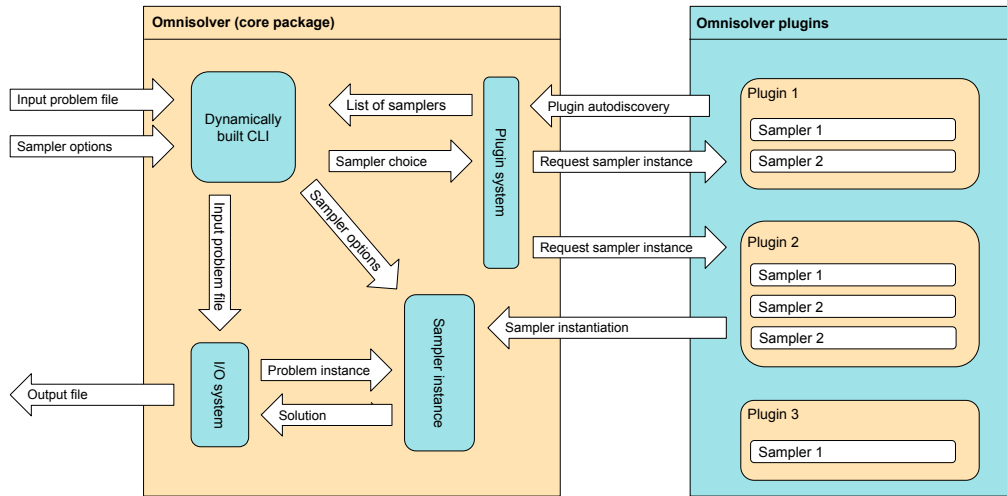 Omnisolver (core package)
Input problem file
Sampler options
Dynamically
built CLI
List of samplers
Sampler choice
Plugin system
Input problem file
Sampler options
I/O system
Problem instance
Solution
Sampler instance
Output file
Plugin autodiscovery
Request sampler instance
Request sampler instance
Sampler instantiation
Omnisolver plugins
Plugin 1
Sampler 1
Sampler 2
Plugin 2
Sampler 1
Sampler 2
Sampler 2
Plugin 3
Sampler 1